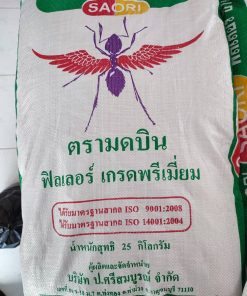 SAORI
ตรามดบิน
ฟิลเลอร์ เกรดพรีเมี่ยม
ได้รับมาตรฐานสากล ISO 9001:2008
ได้รับมาตรฐานสากล ISO 14001:2004
น้ำหนักสุทธิ 25 กิโลกรัม
ผู้ผลิตและจัดจำหน่าย
บริษัท ป.ศรีสมบูรณ์ จำกัด
71110